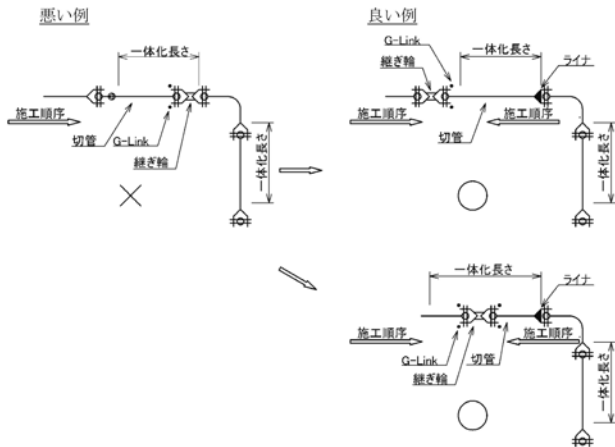 悪い例
一体化長さ
施工順序
切管
G-Link
継ぎ輪
一体化長さ
良い例
G-Link
一体化長さ
継ぎ輪
ライナ
施工順序
施工順序
切管
一体化長さ
一体化長さ
ライナ
施工順序
施工順序
G-Link
切管
継ぎ輪
一体化長さ